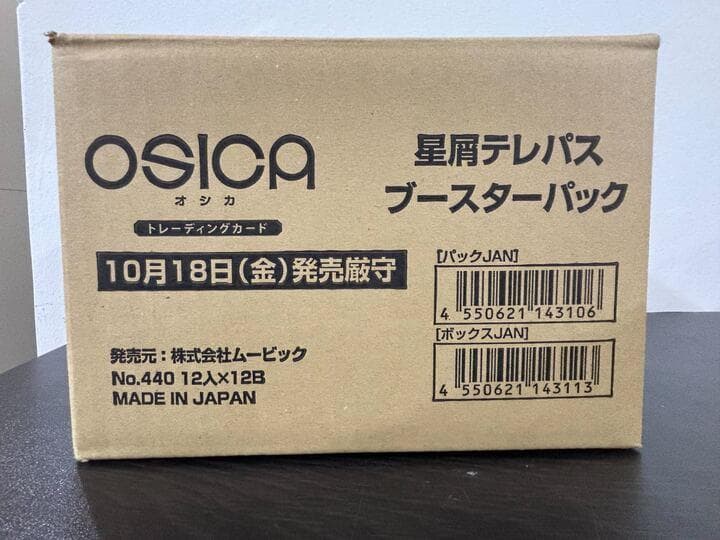 OSICA
オシカ
トレーディングカード
10月18日(金)発売厳守
発売元:株式会社ムービック
No.440 12入×12B
MADE IN JAPAN
星屑テレパス
ブースターパック
[パックJAN]
4 550621 143106
[ボックスJAN]
4 550621 143113